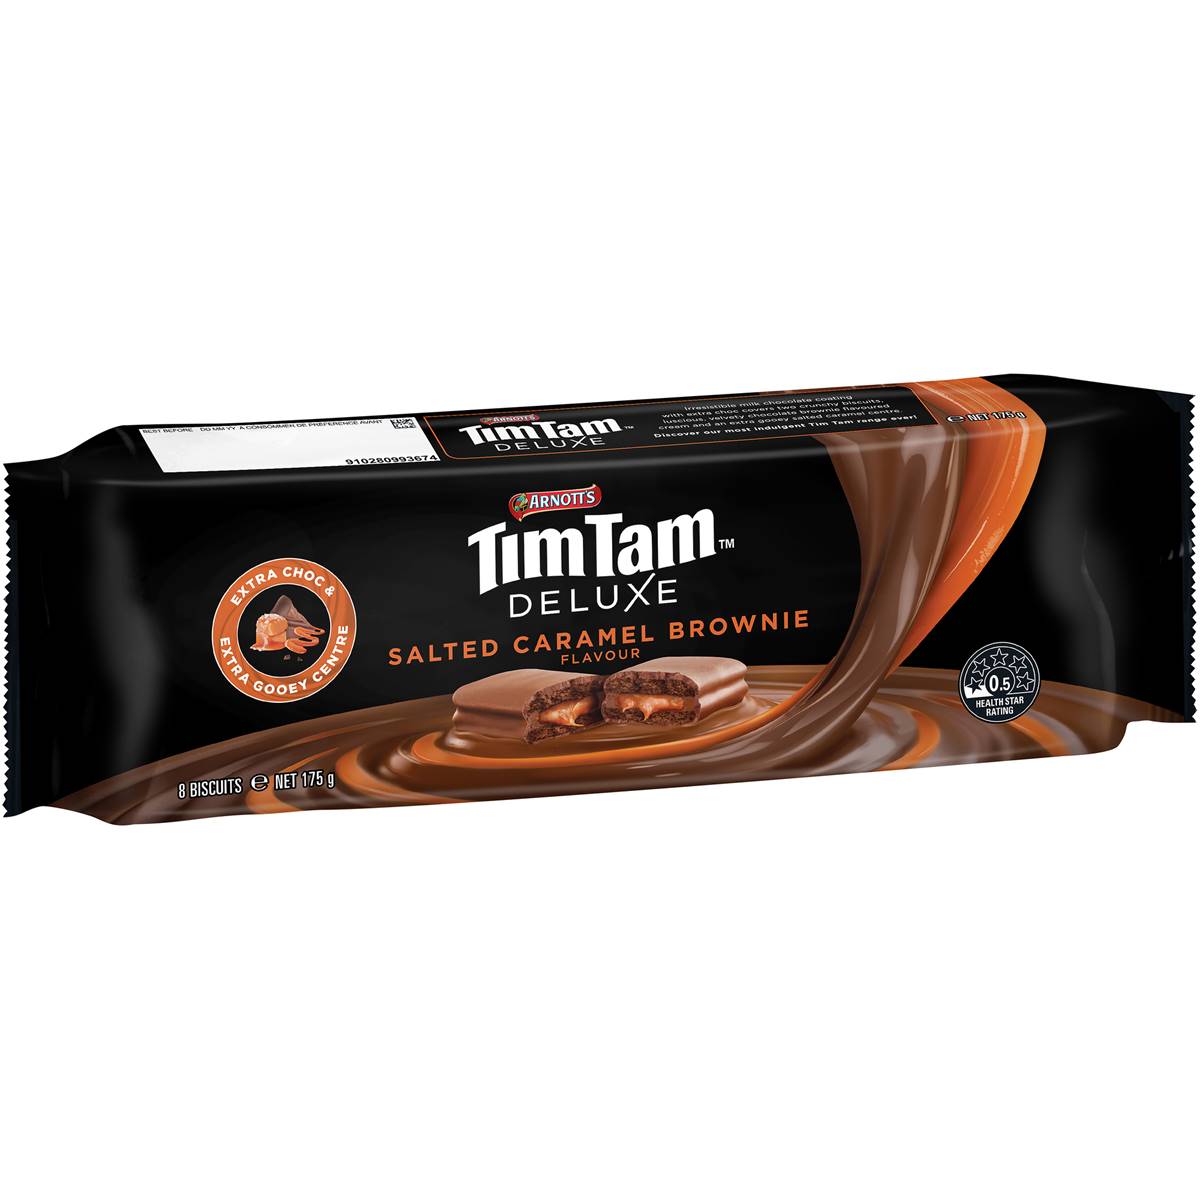 BEST BEFORE DD MM YY A CONSOMMER DE PREFERENCE AVANT
910280993674
ARNOTT'S
TimTam™
DELUXE
Irresistible milk chocolate coating
with extra choc covers two crunchy biscuits,
luscious, velvety chocolate brownie flavoured
cream and an extra gooey salted caramel centre.
Discover our most indulgent Tim Tam range ever!
e NET 175 g
ARNOTT'S
TimTam™
DELUXE
SALTED CARAMEL BROWNIE
FLAVOUR
EXTRA CHOC &
EXTRA GOOEY CENTRE
0.5
HEALTH STAR
RATING
8 BISCUITS e NET 175 g